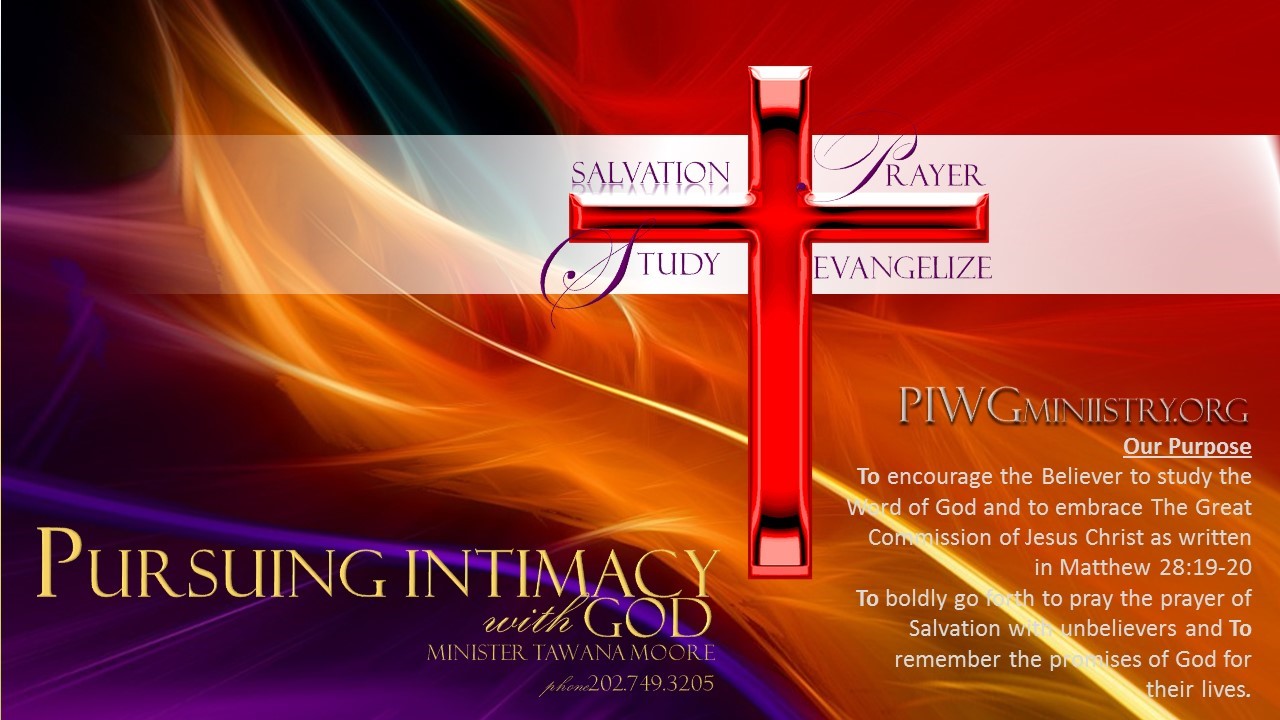 SALVATION
PRAYER
STUDY
EVANGELIZE
PIWGMINIISTRY.ORG
Our Purpose
To encourage the Believer to study the
Word of God and to embrace The Great
Commission of Jesus Christ as written
in Matthew 28:19-20
To boldly go forth to pray the prayer of
Salvation with unbelievers and To
remember the promises of God for
their lives.
PURSUING INTIMACY
with GOD
MINISTER TAWANA MOORE
phone202.749.3205